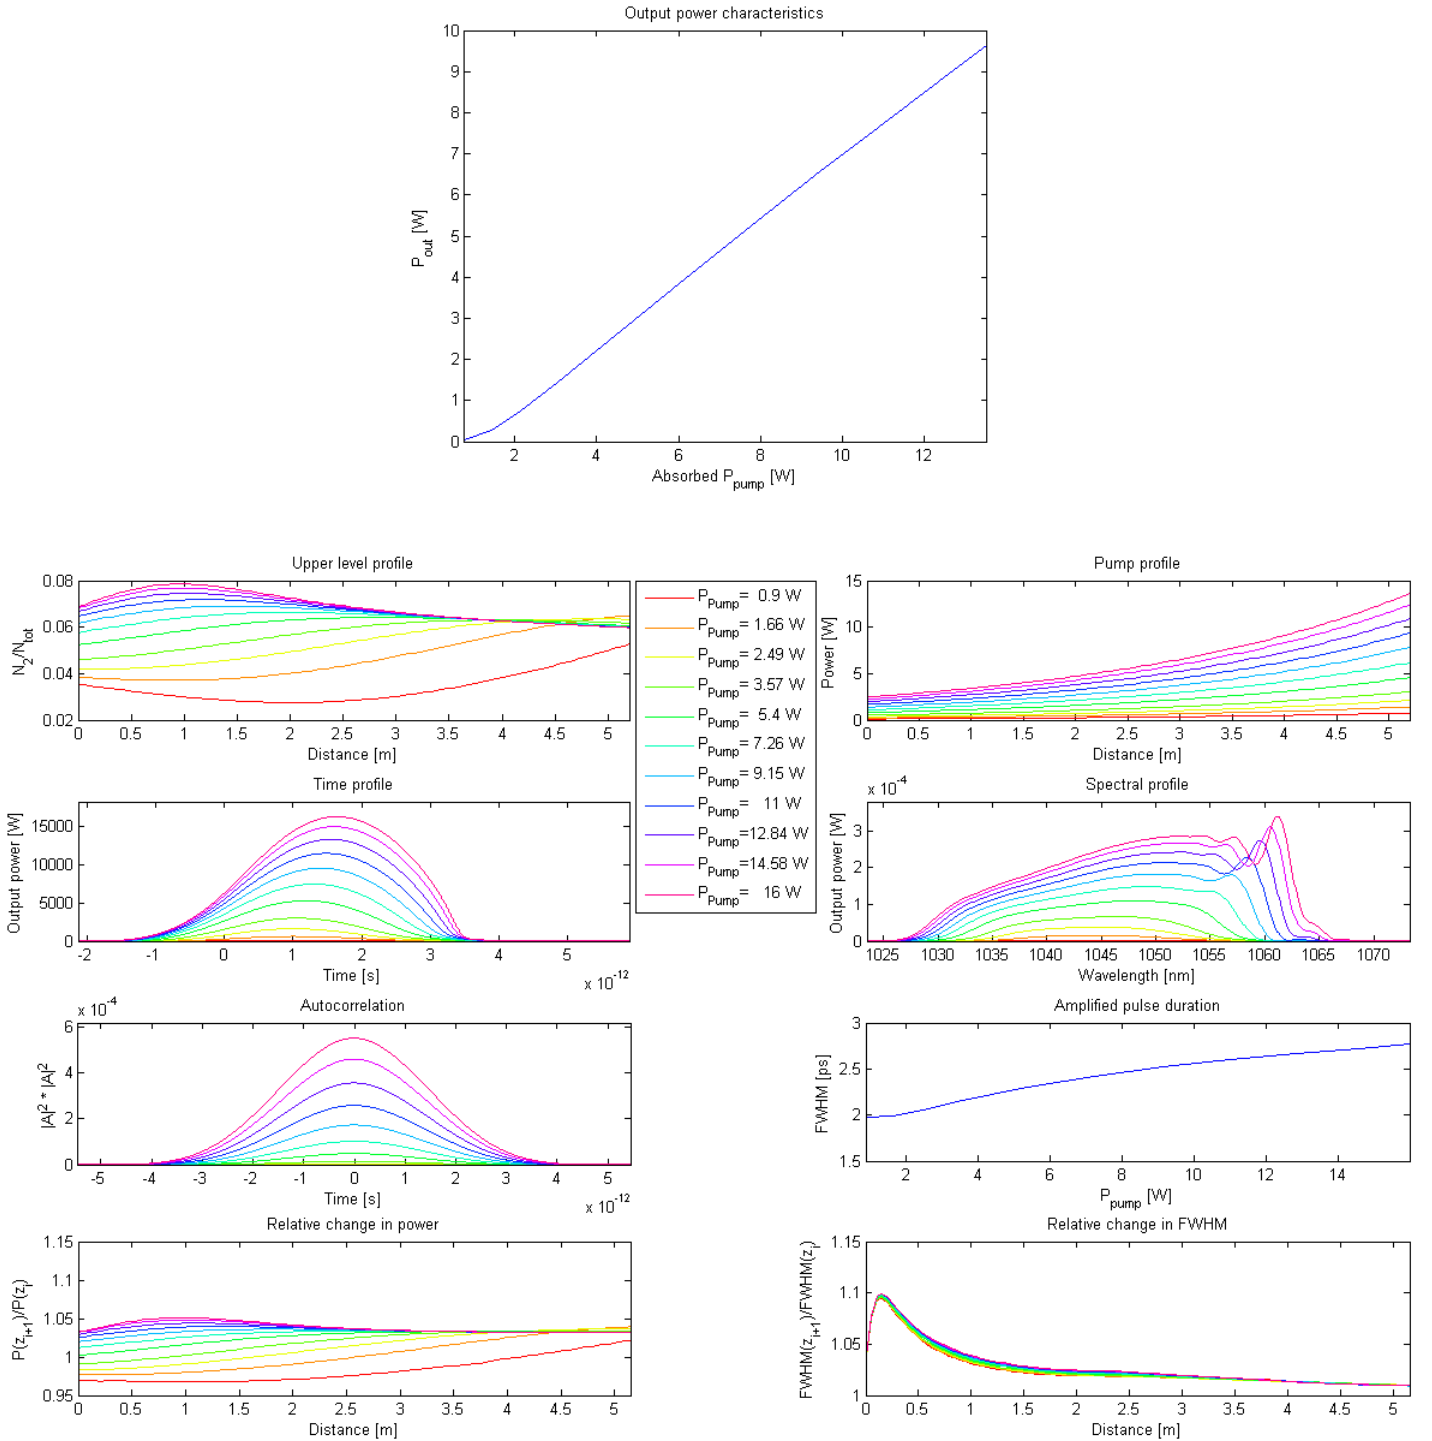 Output power characteristics
10
9
8
7
6
5
4
3
2
1
0
P_out [W]
2 4 6 8 10 12
Absorbed P_pump [W]
Upper level profile
0.08
0.06
0.04
0.02
N_2/N_tot
0 0.5 1 1.5 2 2.5 3 3.5 4 4.5 5
Distance [m]
P_Pump= 0.9 W
P_Pump= 1.66 W
P_Pump= 2.49 W
P_Pump= 3.57 W
P_Pump= 5.4 W
P_Pump= 7.26 W
P_Pump= 9.15 W
P_Pump= 11 W
P_Pump=12.84 W
P_Pump=14.58 W
P_Pump= 16 W
Pump profile
15
10
5
0
Power [W]
0 0.5 1 1.5 2 2.5 3 3.5 4 4.5 5
Distance [m]
Time profile
15000
10000
5000
0
Output power [W]
-2 -1 0 1 2 3 4 5
Time [s]
x 10^-12
Spectral profile
x 10^-4
3
2
1
0
Output power [W]
1025 1030 1035 1040 1045 1050 1055 1060 1065 1070
Wavelength [nm]
Autocorrelation
x 10^-4
6
4
2
0
|A|^2 * |A|^2
-5 -4 -3 -2 -1 0 1 2 3 4 5
Time [s]
x 10^-12
Amplified pulse duration
3
2.5
2
1.5
FWHM [ps]
2 4 6 8 10 12 14
P_pump [W]
Relative change in power
1.15
1.1
1.05
1
0.95
P(z_i+1)/P(z_i)
0 0.5 1 1.5 2 2.5 3 3.5 4 4.5 5
Distance [m]
Relative change in FWHM
1.15
1.1
1.05
1
FWHM(z_i+1)/FWHM(z_i)
0 0.5 1 1.5 2 2.5 3 3.5 4 4.5 5
Distance [m]